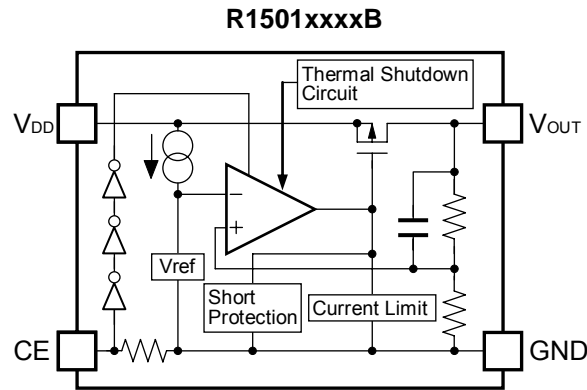 R1501xxxxB
Thermal Shutdown
Circuit
VDD
VOUT
−
+
Vref
Short
Protection
Current Limit
CE
GND